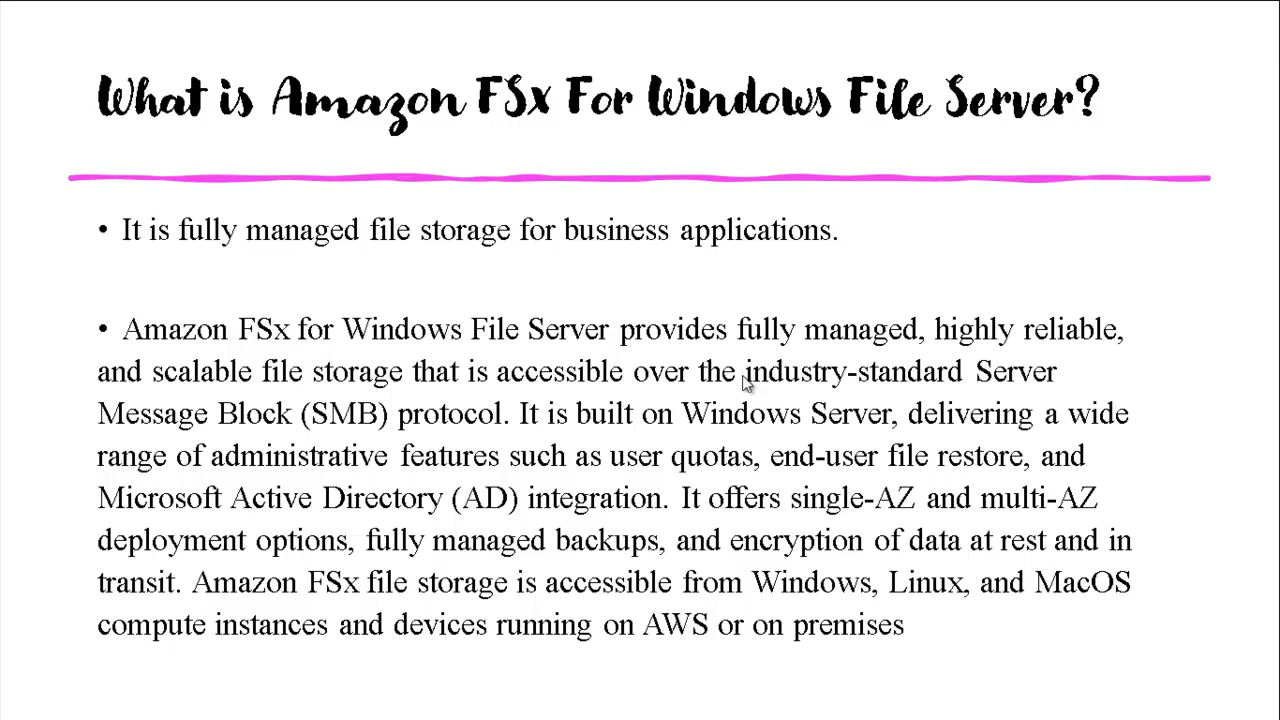 What is Amazon FSx For Windows File Server?
• It is fully managed file storage for business applications.
• Amazon FSx for Windows File Server provides fully managed, highly reliable,
and scalable file storage that is accessible over the industry-standard Server
Message Block (SMB) protocol. It is built on Windows Server, delivering a wide
range of administrative features such as user quotas, end-user file restore, and
Microsoft Active Directory (AD) integration. It offers single-AZ and multi-AZ
deployment options, fully managed backups, and encryption of data at rest and in
transit. Amazon FSx file storage is accessible from Windows, Linux, and MacOS
compute instances and devices running on AWS or on premises